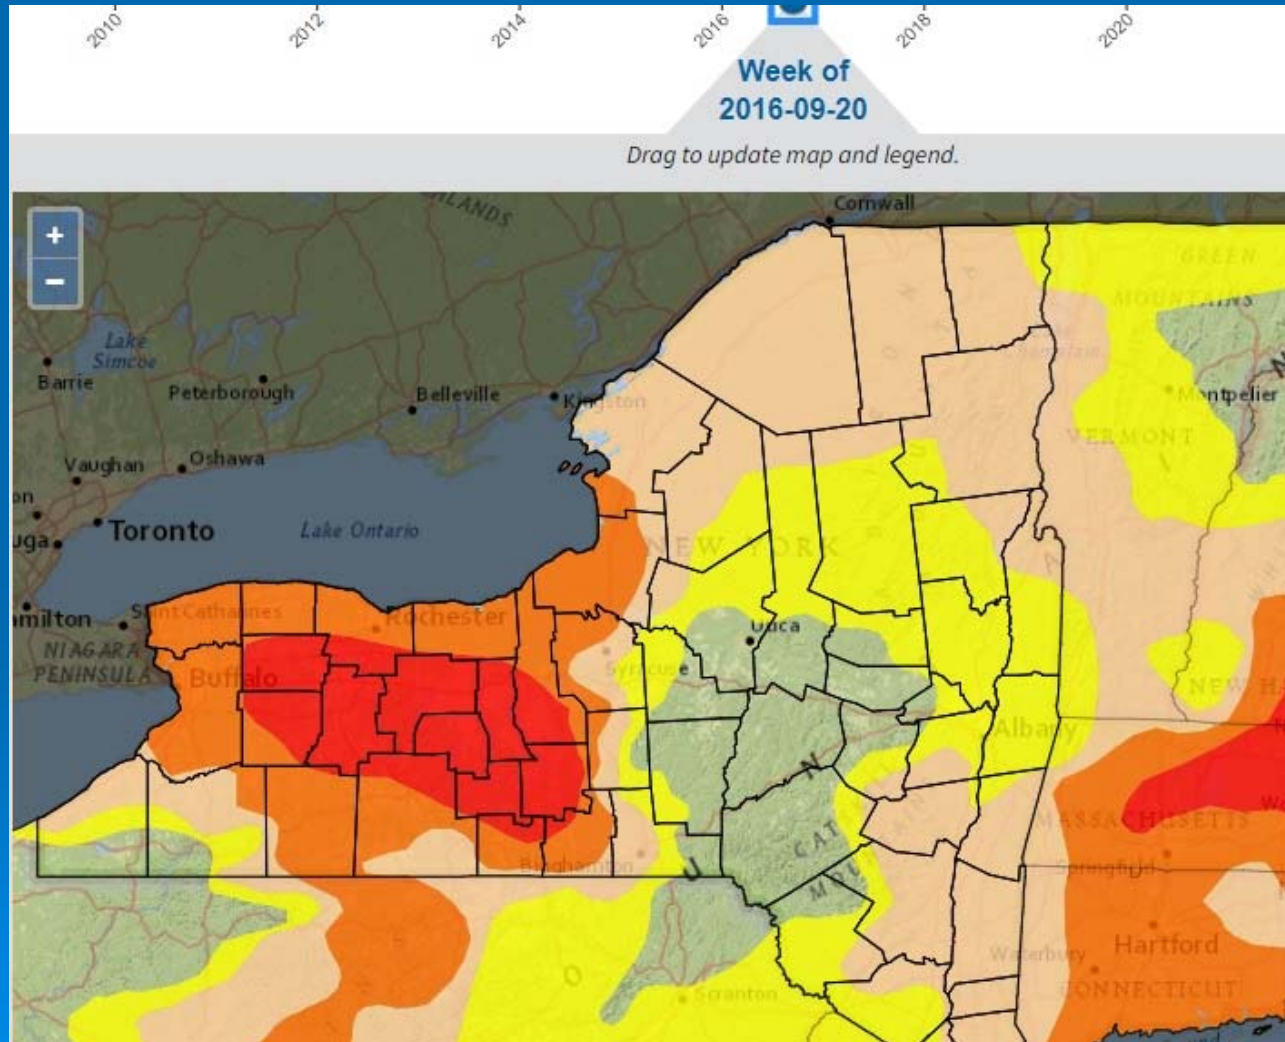 2010
2012
2014
2016
2018
2020
Week of
2016-09-20
Drag to update map and legend.
+
−
Cornwall
GREEN
MOUNTAINS
Lake
Simcoe
Champlain
Barrie
Peterborough
Belleville
Kingston
Montpelier
VERMONT
Vaughan
Oshawa
Toronto
Lake Ontario
NEW YORK
Saint Catharines
Rochester
Utica
NIAGARA
PENINSULA
Buffalo
Syracuse
Albany
CAT
MASSACHUSETTS
Binghamton
Springfield
Waterbury
Hartford
Scranton
CONNECTICUT